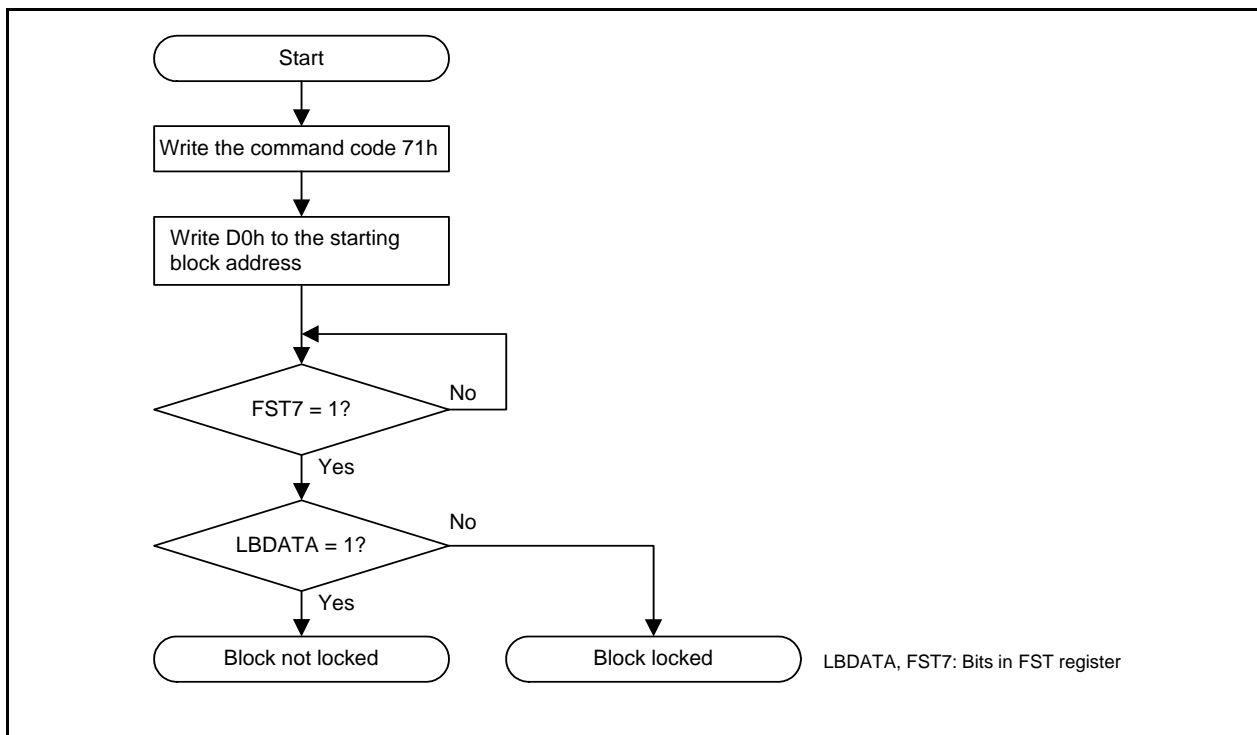 Start
Write the command code 71h
Write D0h to the starting
block address
FST7 = 1?
No
Yes
LBDATA = 1?
No
Yes
Block not locked
Block locked
LBDATA, FST7: Bits in FST register